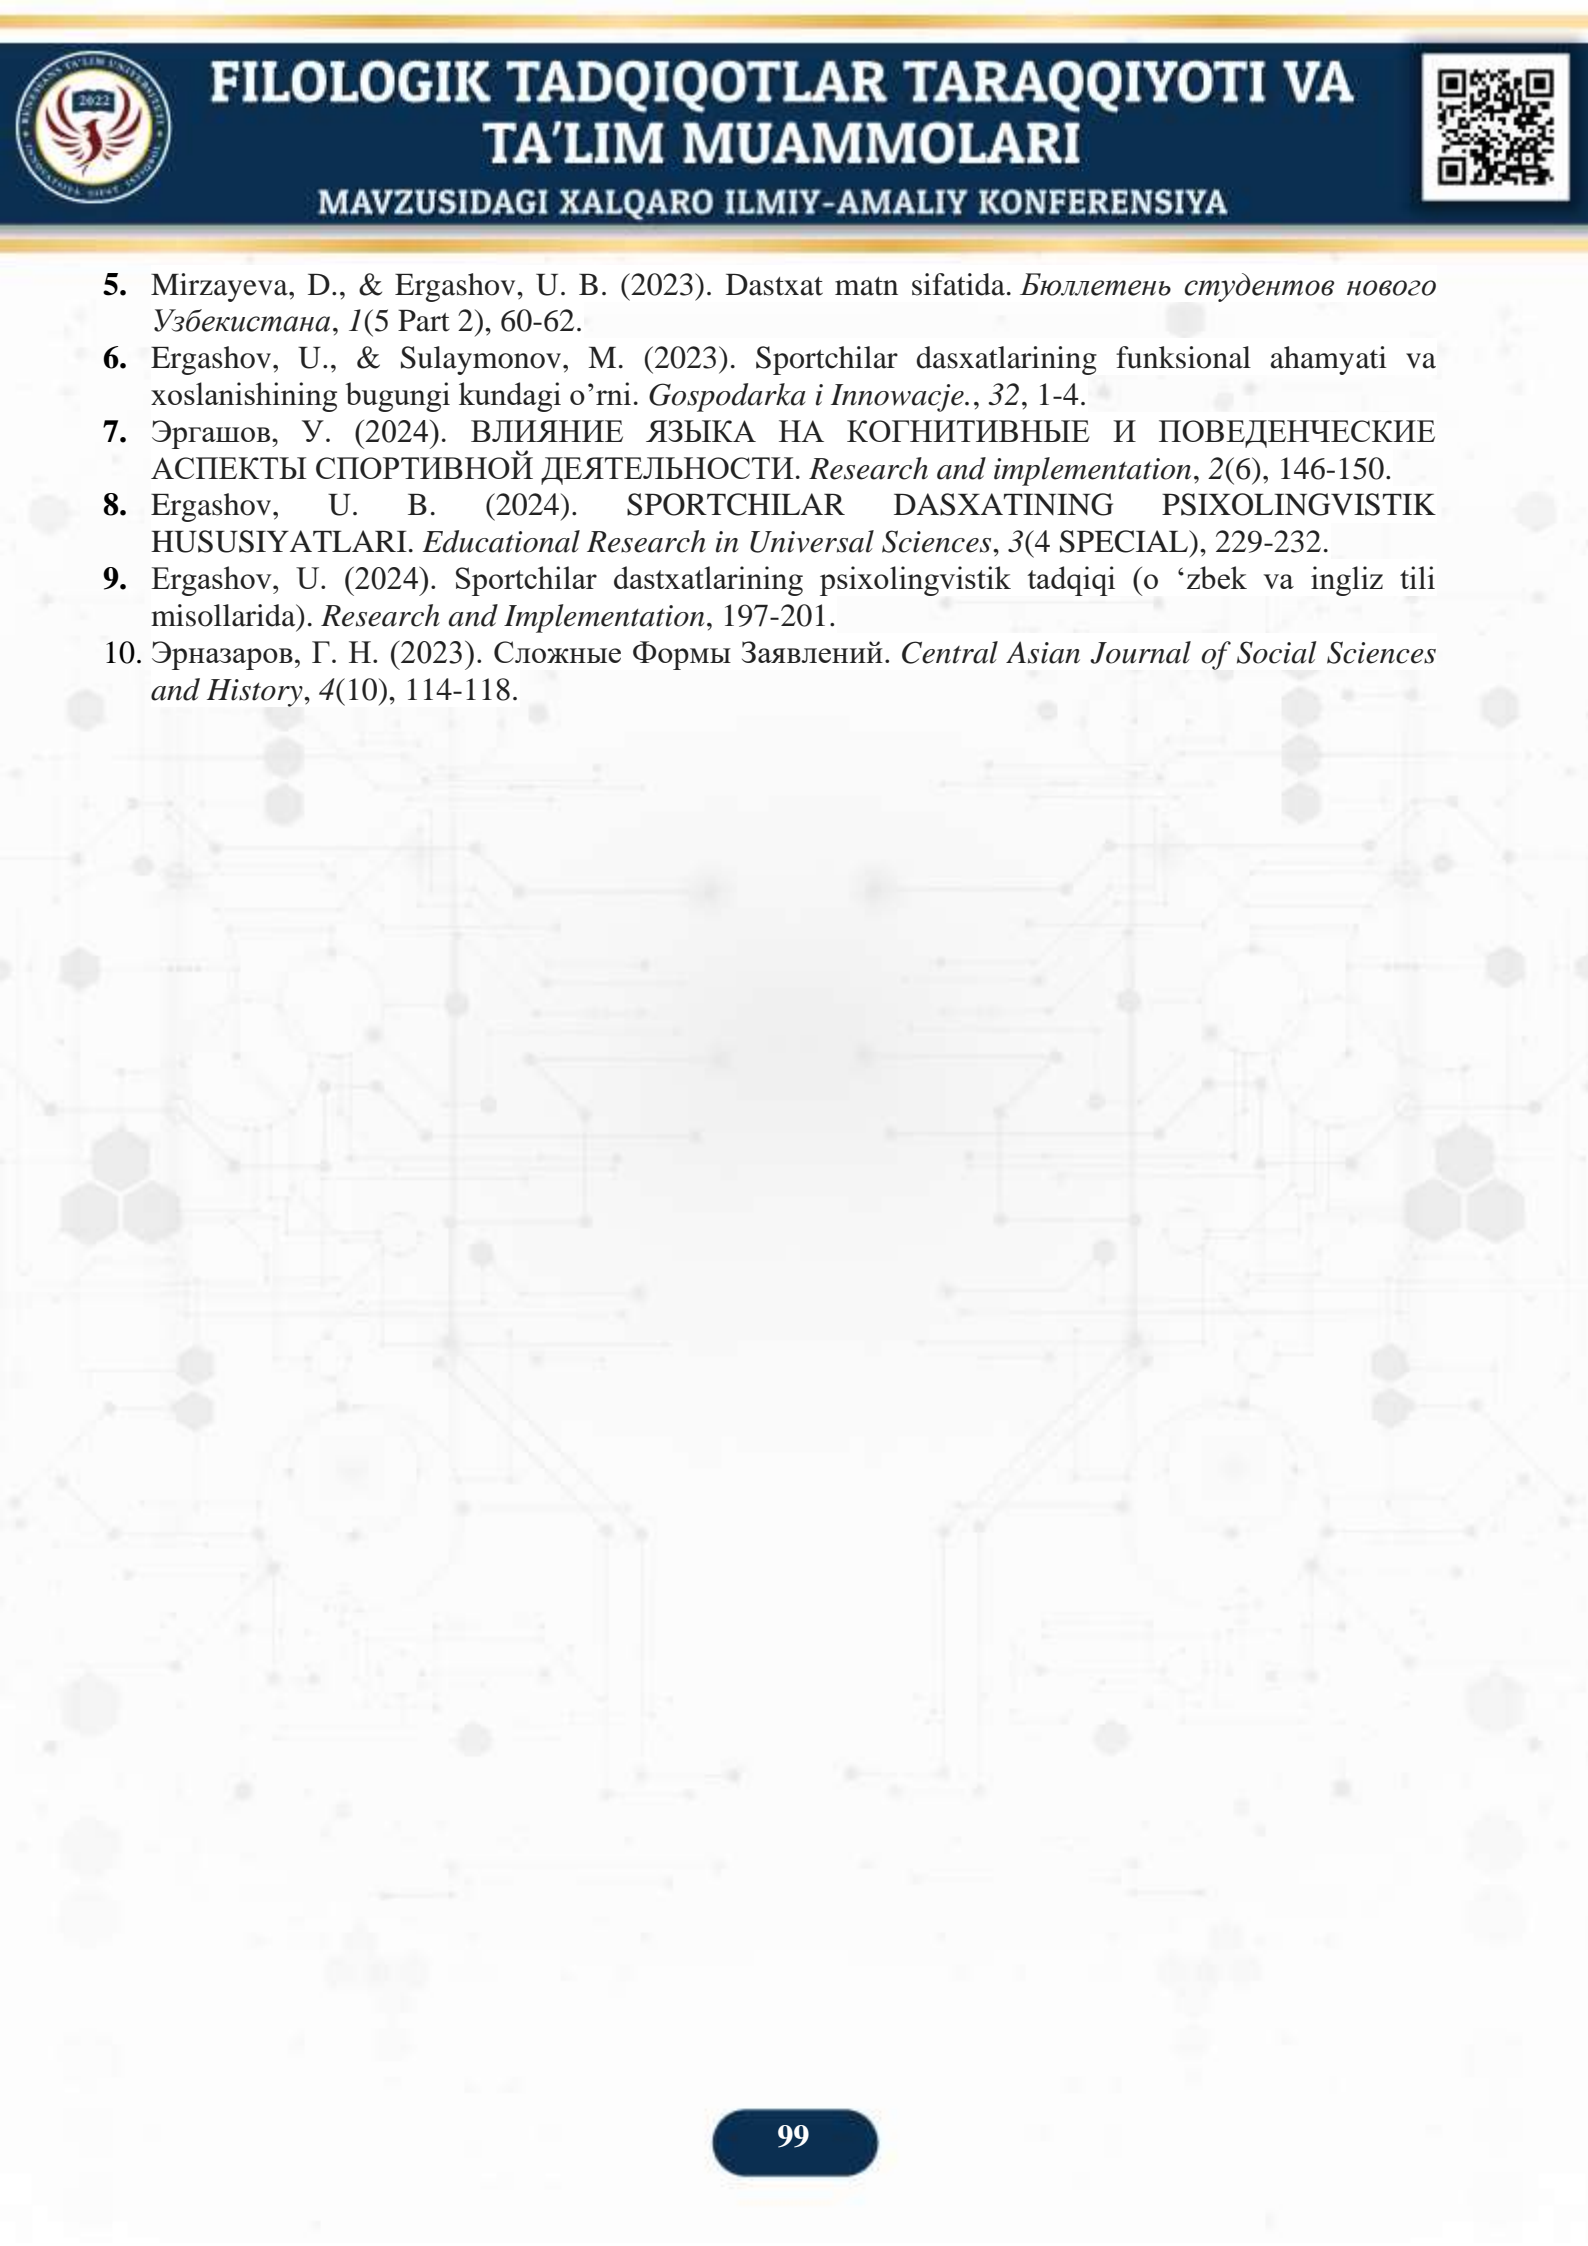 FILOLOGIK TADQIQOTLAR TARAQQIYOTI VA
TA’LIM MUAMMOLARI
MAVZUSIDAGI XALQARO ILMIY-AMALIY KONFERENSIYA
2022
5. Mirzayeva, D., & Ergashov, U. B. (2023). Dastxat matn sifatida. Бюллетень студентов нового
Узбекистана, 1(5 Part 2), 60-62.
6. Ergashov, U., & Sulaymonov, M. (2023). Sportchilar dasxatlarining funksional ahamyati va
xoslanishining bugungi kundagi o’rni. Gospodarka i Innowacje., 32, 1-4.
7. Эргашов, У. (2024). ВЛИЯНИЕ ЯЗЫКА НА КОГНИТИВНЫЕ И ПОВЕДЕНЧЕСКИЕ
АСПЕКТЫ СПОРТИВНОЙ ДЕЯТЕЛЬНОСТИ. Research and implementation, 2(6), 146-150.
8. Ergashov, U. B. (2024). SPORTCHILAR DASXATINING PSIXOLINGVISTIK
HUSUSIYATLARI. Educational Research in Universal Sciences, 3(4 SPECIAL), 229-232.
9. Ergashov, U. (2024). Sportchilar dastxatlarining psixolingvistik tadqiqi (o ‘zbek va ingliz tili
misollarida). Research and Implementation, 197-201.
10. Эрназаров, Г. Н. (2023). Сложные Формы Заявлений. Central Asian Journal of Social Sciences
and History, 4(10), 114-118.
99